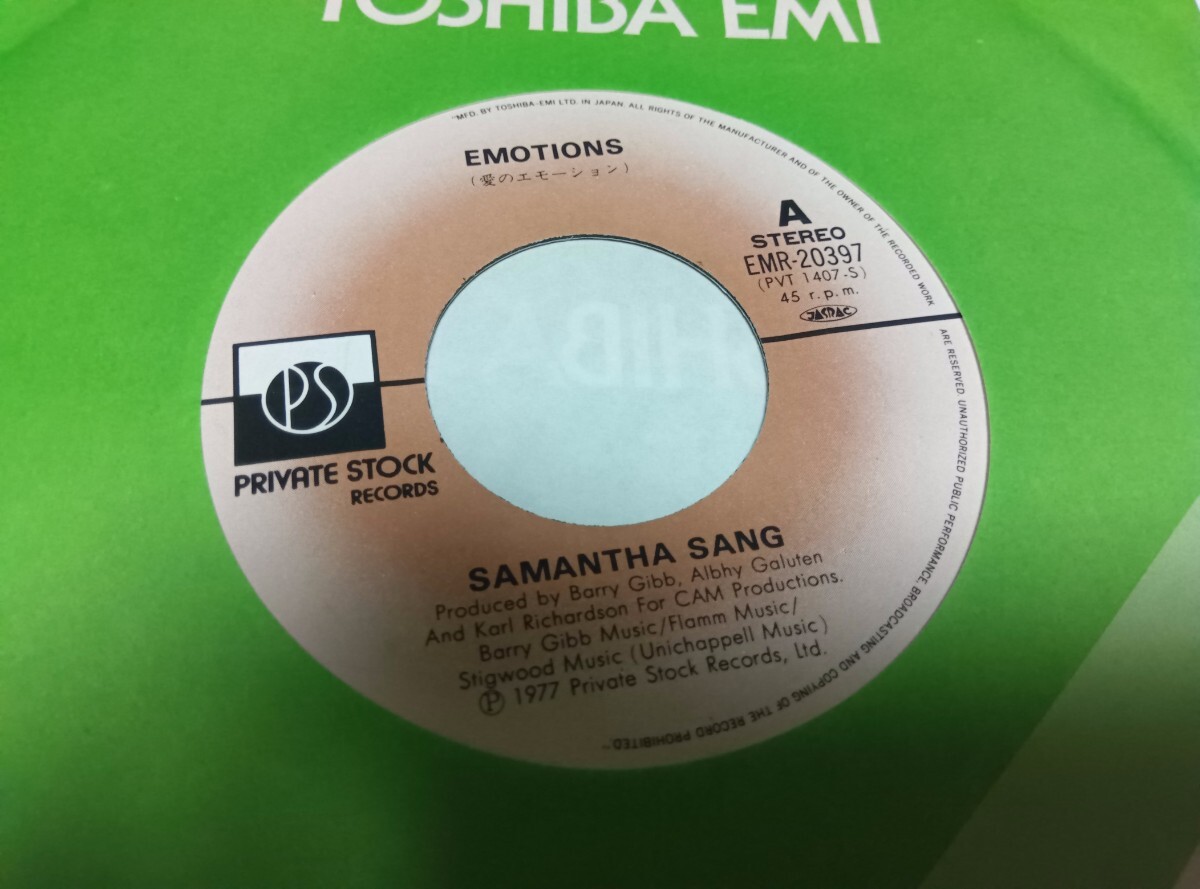 TOSHIBA EMI
"MFD. BY TOSHIBA-EMI LTD. IN JAPAN. ALL RIGHTS OF THE MANUFACTURER AND OF THE OWNER OF THE RECORDED WORK
ARE RESERVED. UNAUTHORIZED PUBLIC PERFORMANCE, BROADCASTING AND COPYING OF THE RECORD PROHIBITED."
EMOTIONS
(愛のエモーション)
A
STEREO
EMR-20397
(PVT 1407-S)
45 r.p.m.
JASRAC
PS
PRIVATE STOCK
RECORDS
SAMANTHA SANG
Produced by Barry Gibb, Albhy Galuten
And Karl Richardson For CAM Productions.
Barry Gibb Music/Flamm Music/
Stigwood Music (Unichappell Music)
Ⓟ 1977 Private Stock Records, Ltd.